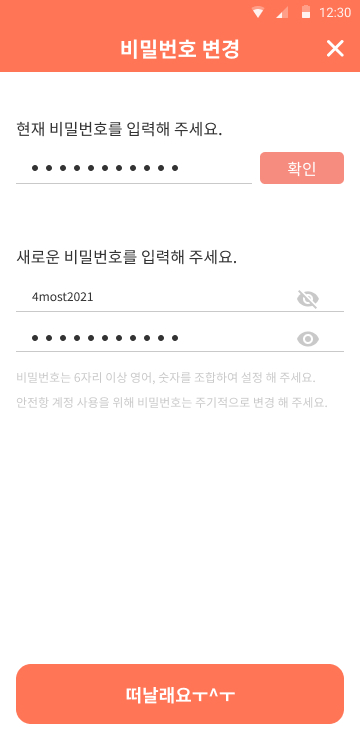 12:30
비밀번호 변경
현재 비밀번호를 입력해 주세요.
확인
새로운 비밀번호를 입력해 주세요.
4most2021
비밀번호는 6자리 이상 영어, 숫자를 조합하여 설정 해 주세요.
안전항 계정 사용을 위해 비밀번호는 주기적으로 변경 해 주세요.
떠날래요ㅜ^ㅜ